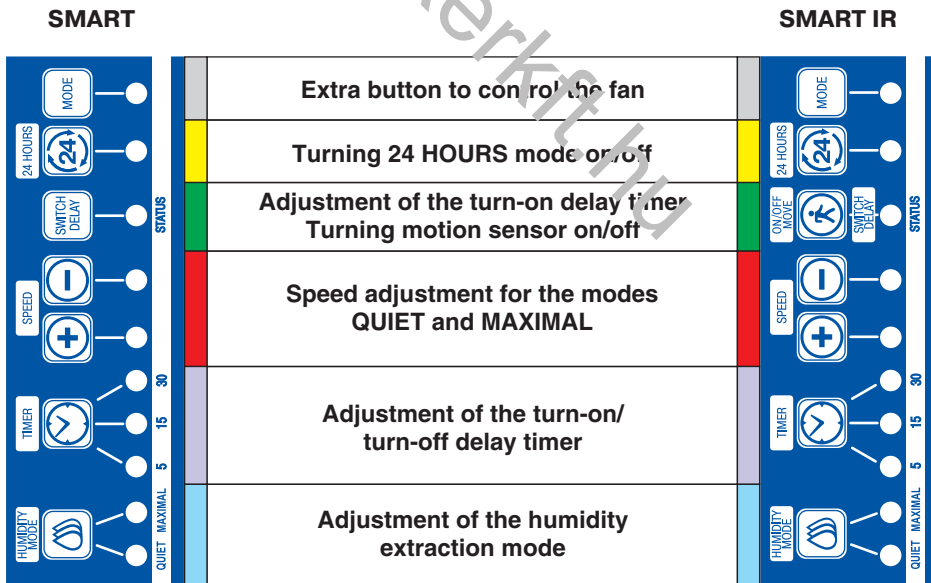 SMART
SMART IR
MODE
24 HOURS
24
SWITCH
DELAY
STATUS
SPEED
TIMER
30
15
5
HUMIDITY
MODE
MAXIMAL
QUIET
Extra button to control the fan
Turning 24 HOURS mode on/off
Adjustment of the turn-on delay timer
Turning motion sensor on/off
Speed adjustment for the modes
QUIET and MAXIMAL
Adjustment of the turn-on/
turn-off delay timer
Adjustment of the humidity
extraction mode
MODE
24 HOURS
24
ON/OFF
MOVE
SWITCH
DELAY
STATUS
SPEED
TIMER
30
15
5
HUMIDITY
MODE
MAXIMAL
QUIET